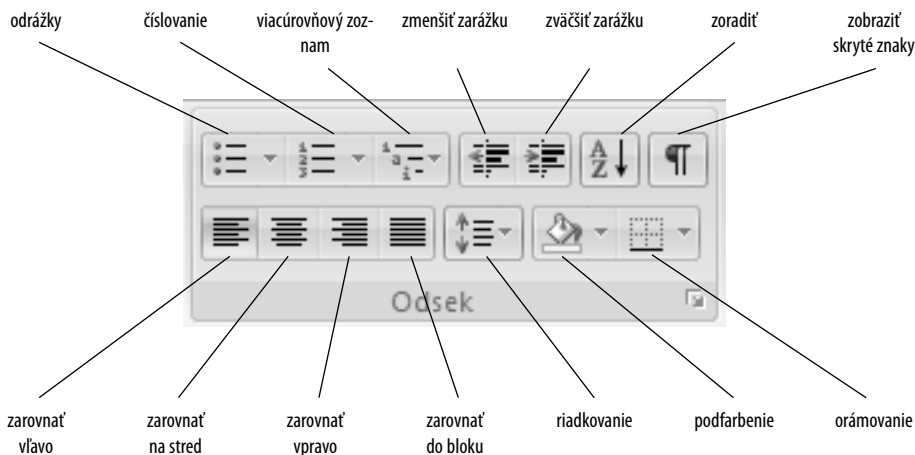 odrážky
číslovanie
viacúrovňový zoz-
nam
zmenšiť zarážku
zväčšiť zarážku
zoradiť
zobraziť
skryté znaky
A
Z
¶
Odsek
zarovnať
vľavo
zarovnať
na stred
zarovnať
vpravo
zarovnať
do bloku
riadkovanie
podfarbenie
orámovanie